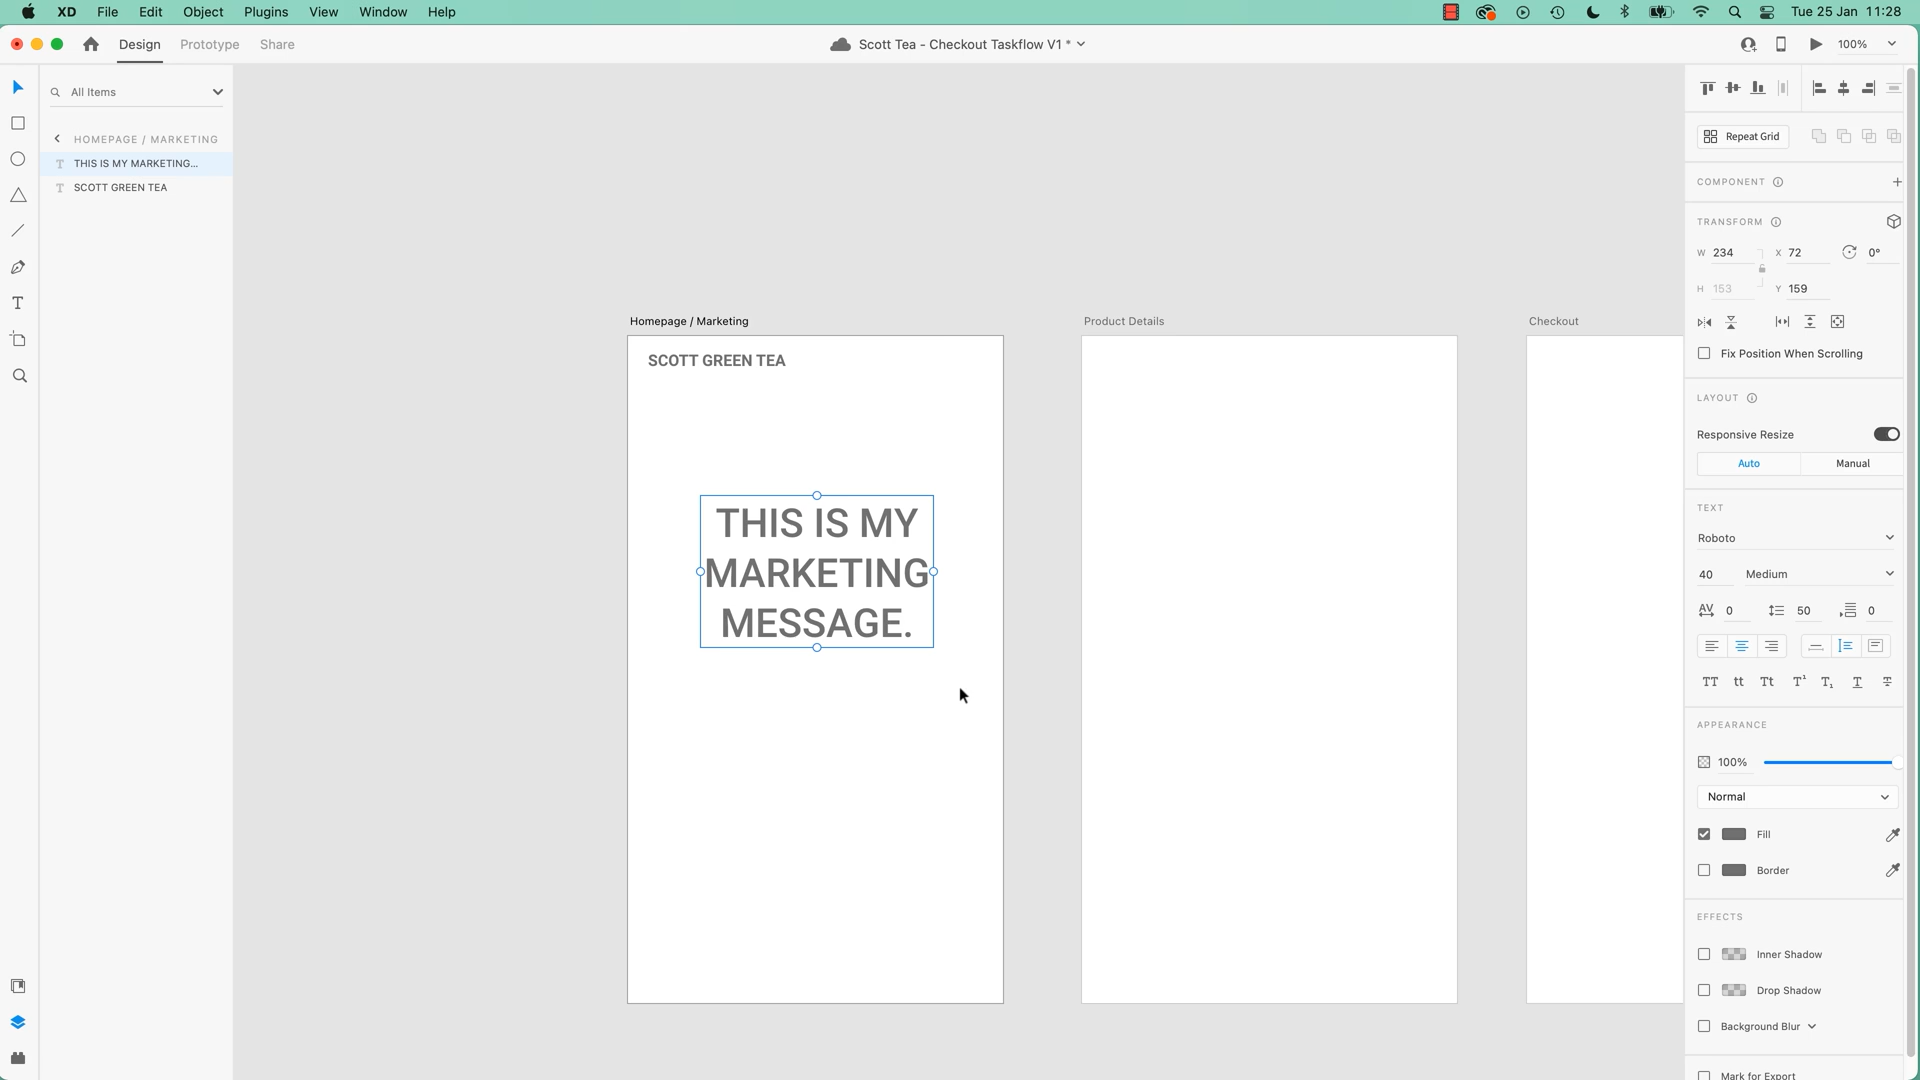 XD File Edit Object Plugins View Window Help
Tue 25 Jan 11:28
Design Prototype Share
Scott Tea - Checkout Taskflow V1 *
100%
All Items
HOMEPAGE / MARKETING
T THIS IS MY MARKETING...
T SCOTT GREEN TEA
Homepage / Marketing
Product Details
Checkout
SCOTT GREEN TEA
THIS IS MY
MARKETING
MESSAGE.
Repeat Grid
COMPONENT
TRANSFORM
W 234 X 72 0°
H 153 Y 159
Fix Position When Scrolling
LAYOUT
Responsive Resize
Auto Manual
TEXT
Roboto
40 Medium
AV 0 50 0
TT tt Tt T1 T1 T T
APPEARANCE
100%
Normal
Fill
Border
EFFECTS
Inner Shadow
Drop Shadow
Background Blur
Mark for Export